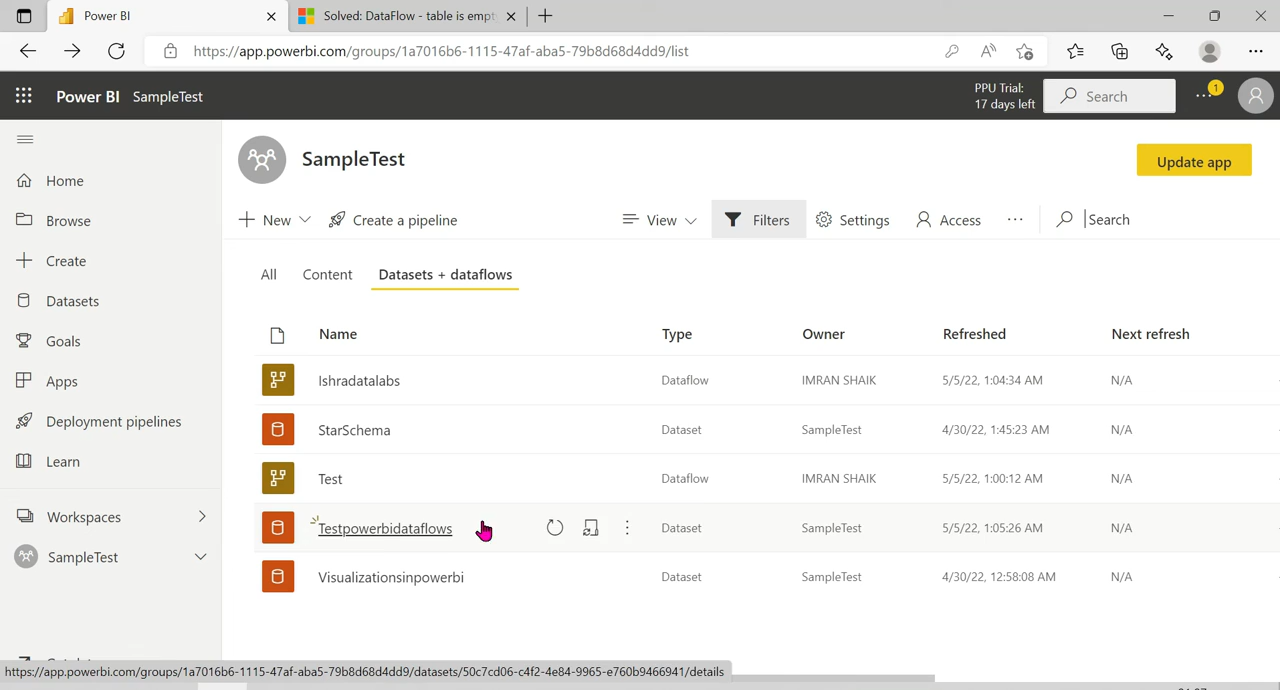 Power BI
Solved: DataFlow - table is empt
https://app.powerbi.com/groups/1a7016b6-1115-47af-aba5-79b8d68d4dd9/list
Power BI SampleTest
PPU Trial:
17 days left
Search
1
Home
Browse
Create
Datasets
Goals
Apps
Deployment pipelines
Learn
Workspaces
SampleTest
SampleTest
Update app
New
Create a pipeline
View
Filters
Settings
Access
Search
All Content Datasets + dataflows
Name Type Owner Refreshed Next refresh
Ishradatalabs Dataflow IMRAN SHAIK 5/5/22, 1:04:34 AM N/A
StarSchema Dataset SampleTest 4/30/22, 1:45:23 AM N/A
Test Dataflow IMRAN SHAIK 5/5/22, 1:00:12 AM N/A
Testpowerbidataflows Dataset SampleTest 5/5/22, 1:05:26 AM N/A
Visualizationsinpowerbi Dataset SampleTest 4/30/22, 12:58:08 AM N/A
https://app.powerbi.com/groups/1a7016b6-1115-47af-aba5-79b8d68d4dd9/datasets/50c7cd06-c4f2-4e84-9965-e760b9466941/details